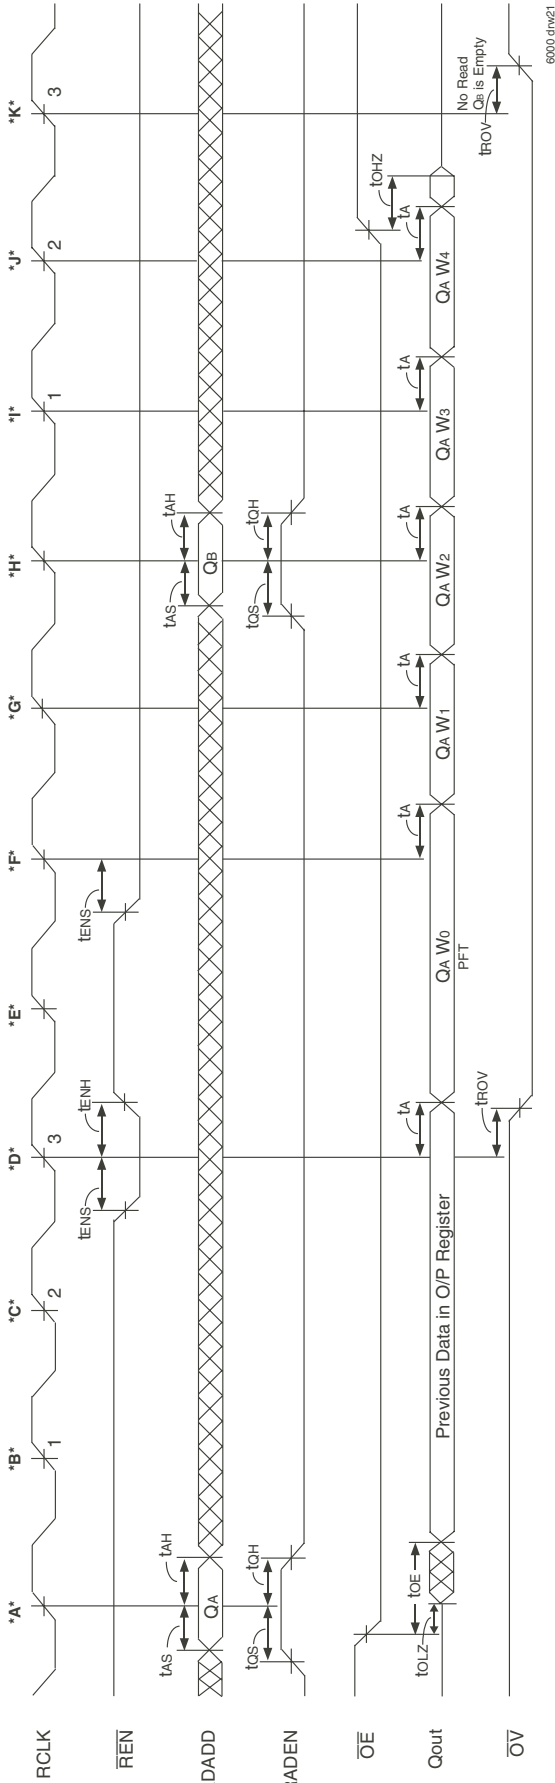 *A* *B* *C* *D* *E* *F* *G* *H* *I* *J* *K*
RCLK 1 2 3 1 2 3
tENS tENH tENS
REN
tAS tAH tAS tAH
DADD QA QB
tQS tQH tQS tQH
ADEN
OE
tOLZ tOE tA tA tA tA tA tA tA tOHZ
Qout Previous Data in O/P Register QA W0 QA W1 QA W2 QA W3 QA W4
PFT
tROV tROV No Read
QB is Empty
OV
6000 drw21